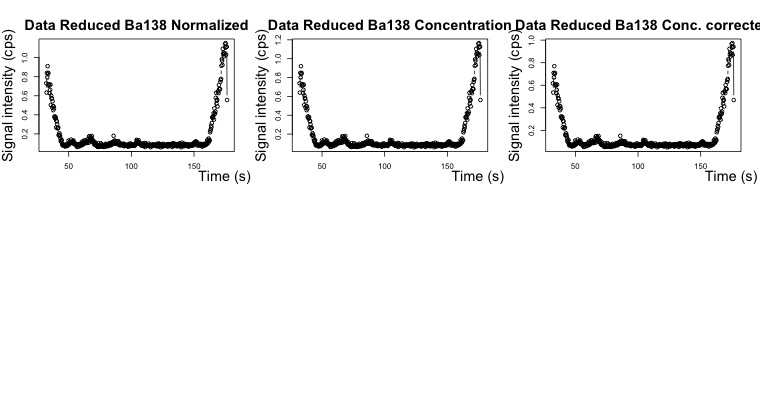 Data Reduced Ba138 Normalized
Signal intensity (cps)
0.2 0.4 0.6 0.8 1.0
50 100 150
Time (s)
Data Reduced Ba138 Concentration
Signal intensity (cps)
0.2 0.4 0.6 0.8 1.0 1.2
50 100 150
Time (s)
Data Reduced Ba138 Conc. correcte
Signal intensity (cps)
0.2 0.4 0.6 0.8 1.0
50 100 150
Time (s)